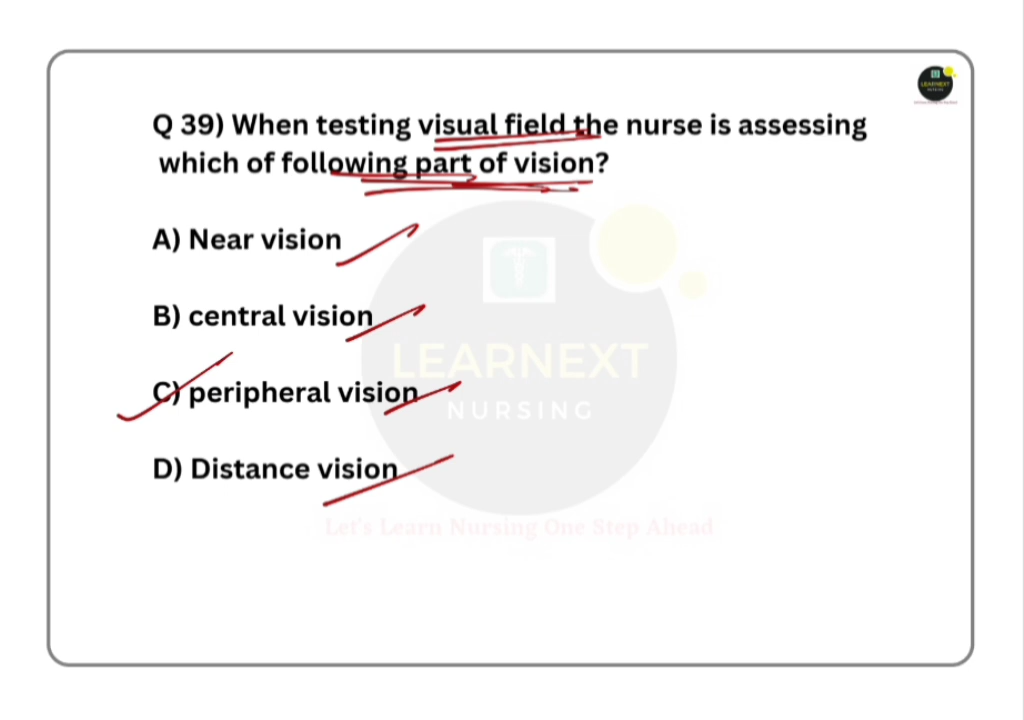 LEARNEXT
Q 39) When testing visual field the nurse is assessing
which of following part of vision?
A) Near vision
B) central vision
C) peripheral vision
D) Distance vision
LEARNEXT
NURSING
Let's Learn Nursing One Step Ahead